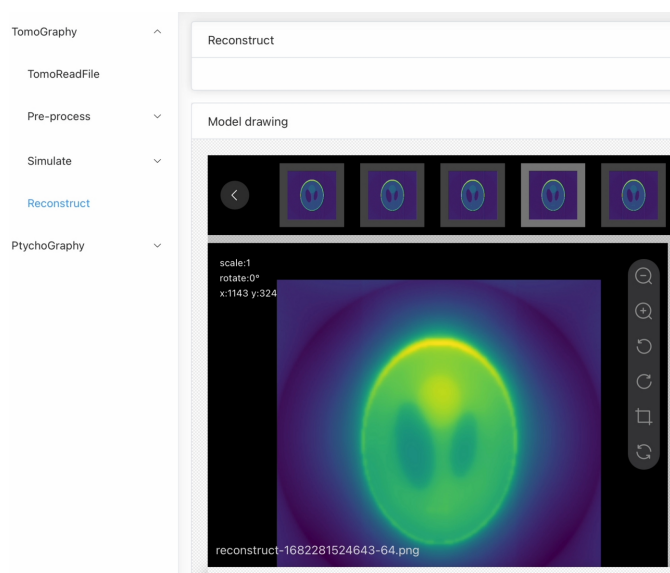 TomoGraphy
TomoReadFile
Pre-process
Simulate
Reconstruct
PtychoGraphy
Reconstruct
Model drawing
scale:1
rotate:0°
x:1143 y:324
reconstruct-1682281524643-64.png